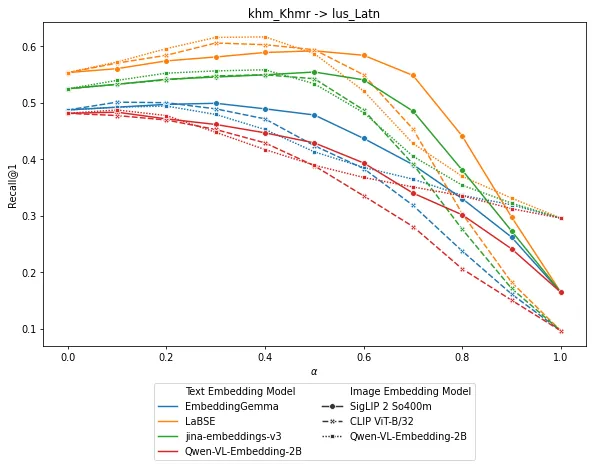 khm_Khmr -> lus_Latn
0.6
0.5
0.4
0.3
0.2
0.1
Recall@1
0.0 0.2 0.4 0.6 0.8 1.0
α
Text Embedding Model Image Embedding Model
EmbeddingGemma SigLIP 2 So400m
LaBSE CLIP ViT-B/32
jina-embeddings-v3 Qwen-VL-Embedding-2B
Qwen-VL-Embedding-2B